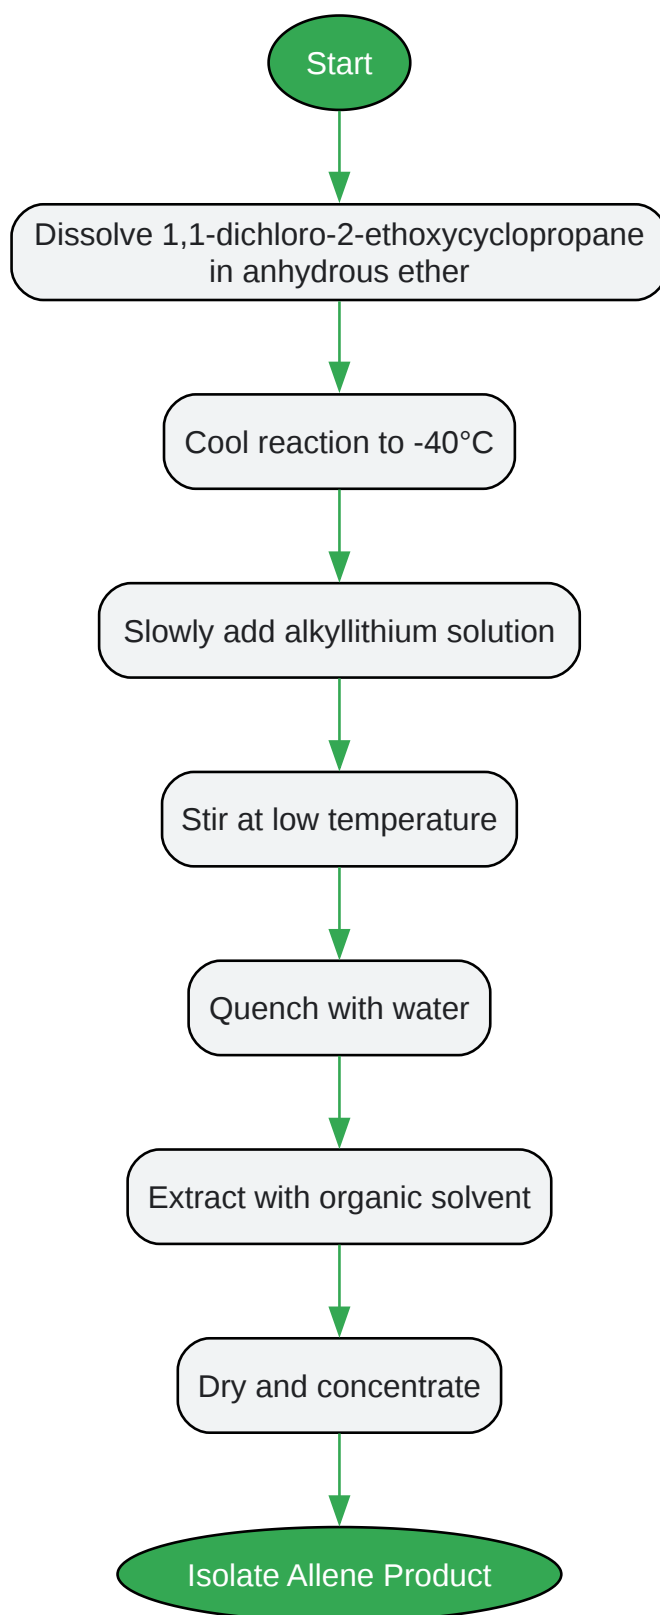 Start
Dissolve 1,1-dichloro-2-ethoxycyclopropane
in anhydrous ether
Cool reaction to -40°C
Slowly add alkyllithium solution
Stir at low temperature
Quench with water
Extract with organic solvent
Dry and concentrate
Isolate Allene Product